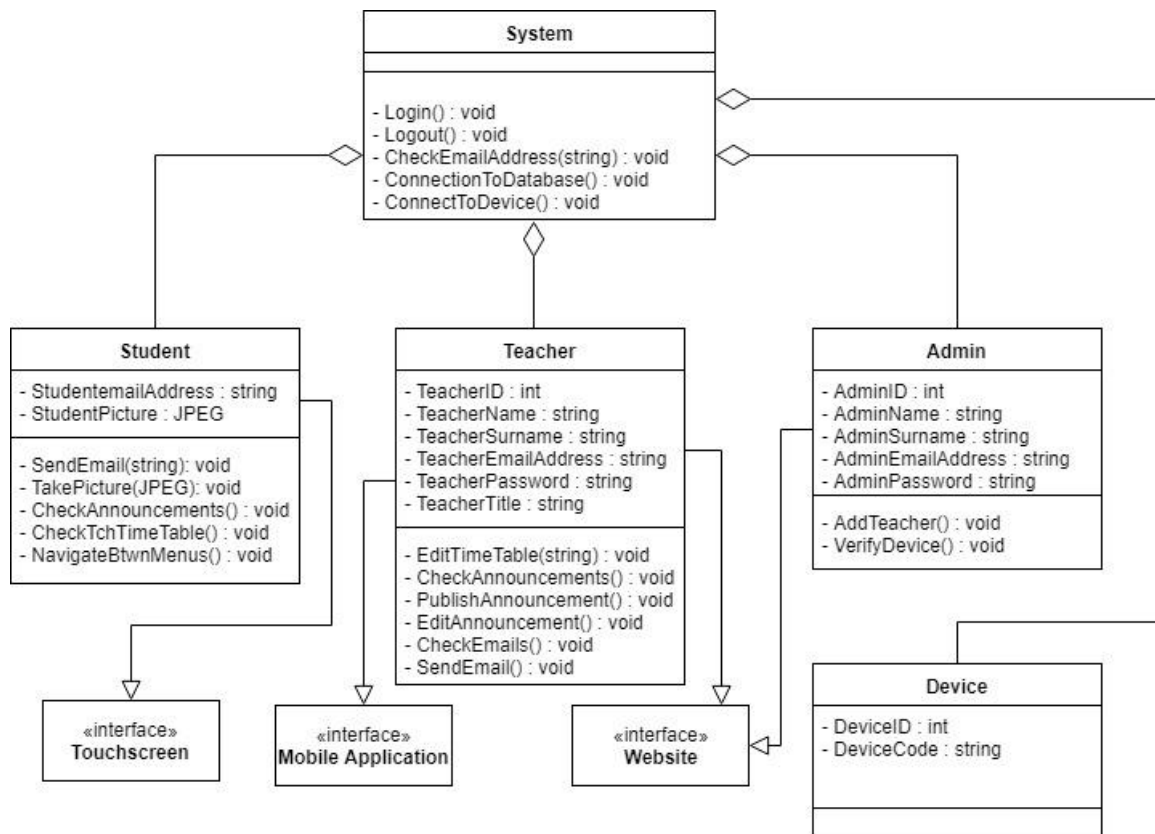 System
- Login() : void
- Logout() : void
- CheckEmailAddress(string) : void
- ConnectionToDatabase() : void
- ConnectToDevice() : void
Student
- StudentemailAddress : string
- StudentPicture : JPEG
- SendEmail(string): void
- TakePicture(JPEG): void
- CheckAnnouncements() : void
- CheckTchTimeTable() : void
- NavigateBtwnMenus() : void
Teacher
- TeacherID : int
- TeacherName : string
- TeacherSurname : string
- TeacherEmailAddress : string
- TeacherPassword : string
- TeacherTitle : string
- EditTimeTable(string) : void
- CheckAnnouncements() : void
- PublishAnnouncement() : void
- EditAnnouncement() : void
- CheckEmails() : void
- SendEmail() : void
Admin
- AdminID : int
- AdminName : string
- AdminSurname : string
- AdminEmailAddress : string
- AdminPassword : string
- AddTeacher() : void
- VerifyDevice() : void
«interface»
Touchscreen
«interface»
Mobile Application
«interface»
Website
Device
- DeviceID : int
- DeviceCode : string